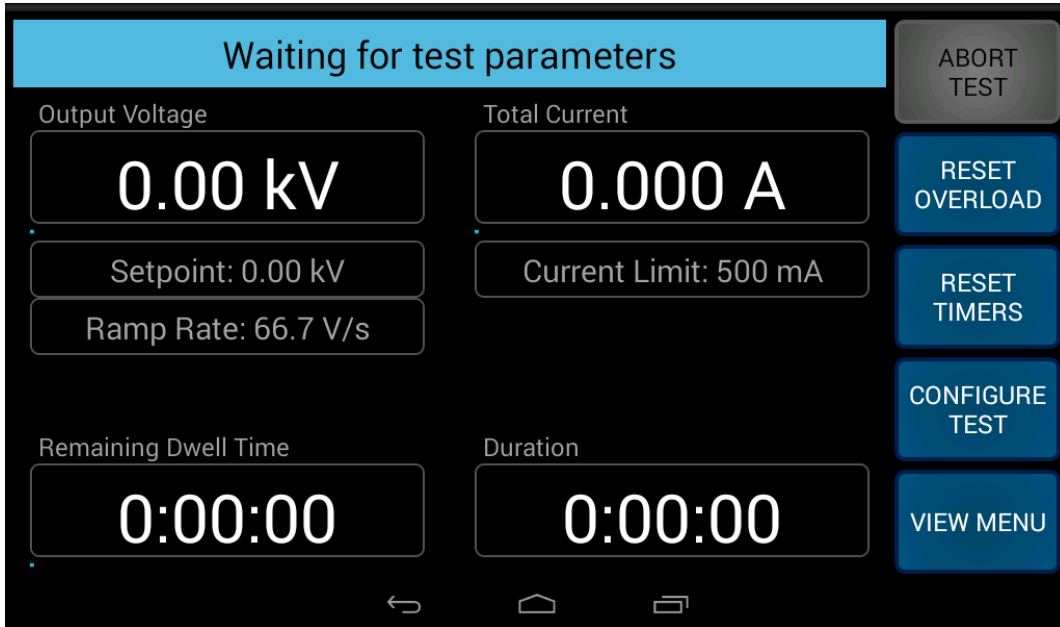 Waiting for test parameters
ABORT
TEST
Output Voltage
Total Current
0.00 kV
0.000 A
RESET
OVERLOAD
Setpoint: 0.00 kV
Current Limit: 500 mA
Ramp Rate: 66.7 V/s
RESET
TIMERS
CONFIGURE
TEST
Remaining Dwell Time
Duration
0:00:00
0:00:00
VIEW MENU